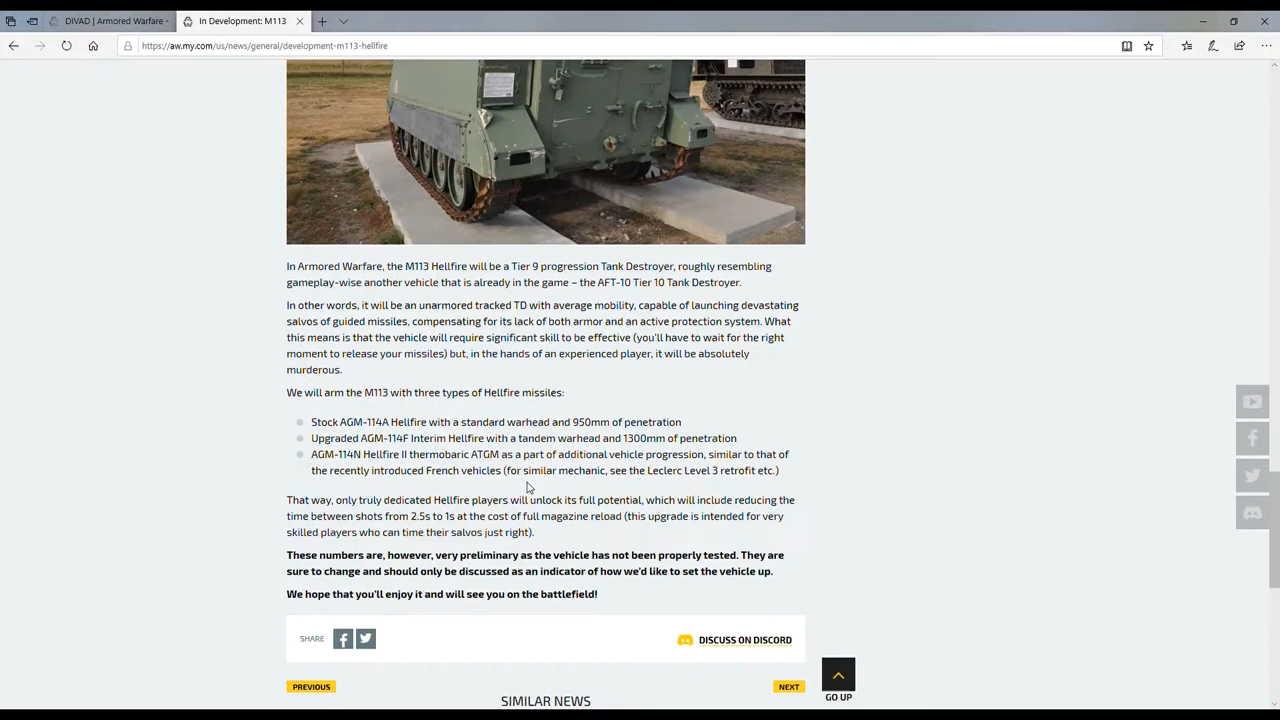 DIVAD | Armored Warfare -
In Development: M113
https://aw.my.com/us/news/general/development-m113-hellfire
In Armored Warfare, the M113 Hellfire will be a Tier 9 progression Tank Destroyer, roughly resembling
gameplay-wise another vehicle that is already in the game – the AFT-10 Tier 10 Tank Destroyer.
In other words, it will be an unarmored tracked TD with average mobility, capable of launching devastating
salvos of guided missiles, compensating for its lack of both armor and an active protection system. What
this means is that the vehicle will require significant skill to be effective (you'll have to wait for the right
moment to release your missiles) but, in the hands of an experienced player, it will be absolutely
murderous.
We will arm the M113 with three types of Hellfire missiles:
Stock AGM-114A Hellfire with a standard warhead and 950mm of penetration
Upgraded AGM-114F Interim Hellfire with a tandem warhead and 1300mm of penetration
AGM-114N Hellfire II thermobaric ATGM as a part of additional vehicle progression, similar to that of
the recently introduced French vehicles (for similar mechanic, see the Leclerc Level 3 retrofit etc.)
That way, only truly dedicated Hellfire players will unlock its full potential, which will include reducing the
time between shots from 2.5s to 1s at the cost of full magazine reload (this upgrade is intended for very
skilled players who can time their salvos just right).
These numbers are, however, very preliminary as the vehicle has not been properly tested. They are
sure to change and should only be discussed as an indicator of how we'd like to set the vehicle up.
We hope that you'll enjoy it and will see you on the battlefield!
SHARE
DISCUSS ON DISCORD
PREVIOUS
NEXT
GO UP
SIMILAR NEWS